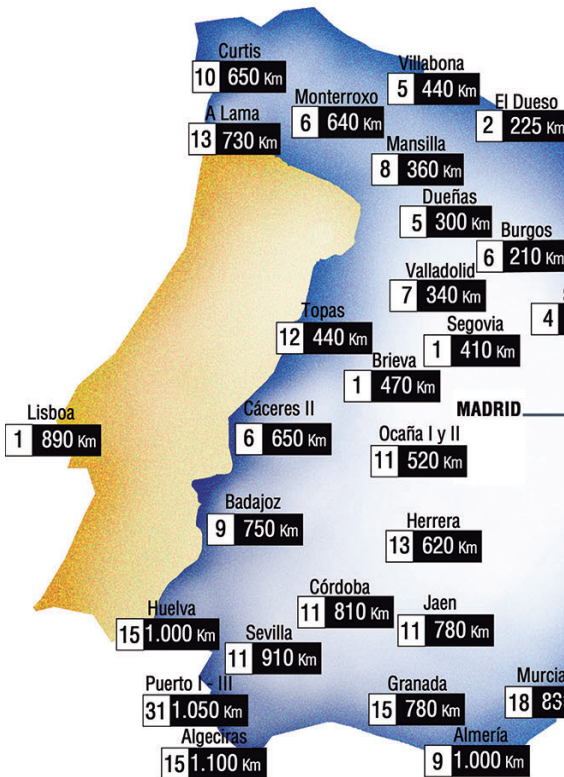 Curtis
10 650 Km
Villabona
5 440 Km
Monterroxo
6 640 Km
El Dueso
2 225 Km
A Lama
13 730 Km
Mansilla
8 360 Km
Dueñas
5 300 Km
Burgos
6 210 Km
Valladolid
7 340 Km
Topas
12 440 Km
4
Segovia
1 410 Km
Brieva
1 470 Km
MADRID
Lisboa
1 890 Km
Cáceres II
6 650 Km
Ocaña I y II
11 520 Km
Badajoz
9 750 Km
Herrera
13 620 Km
Córdoba
11 810 Km
Huelva
15 1.000 Km
Jaen
11 780 Km
Sevilla
11 910 Km
Puerto I - III
31 1.050 Km
Granada
15 780 Km
Murcia
18 83
Algeciras
15 1.100 Km
Almería
9 1.000 Km